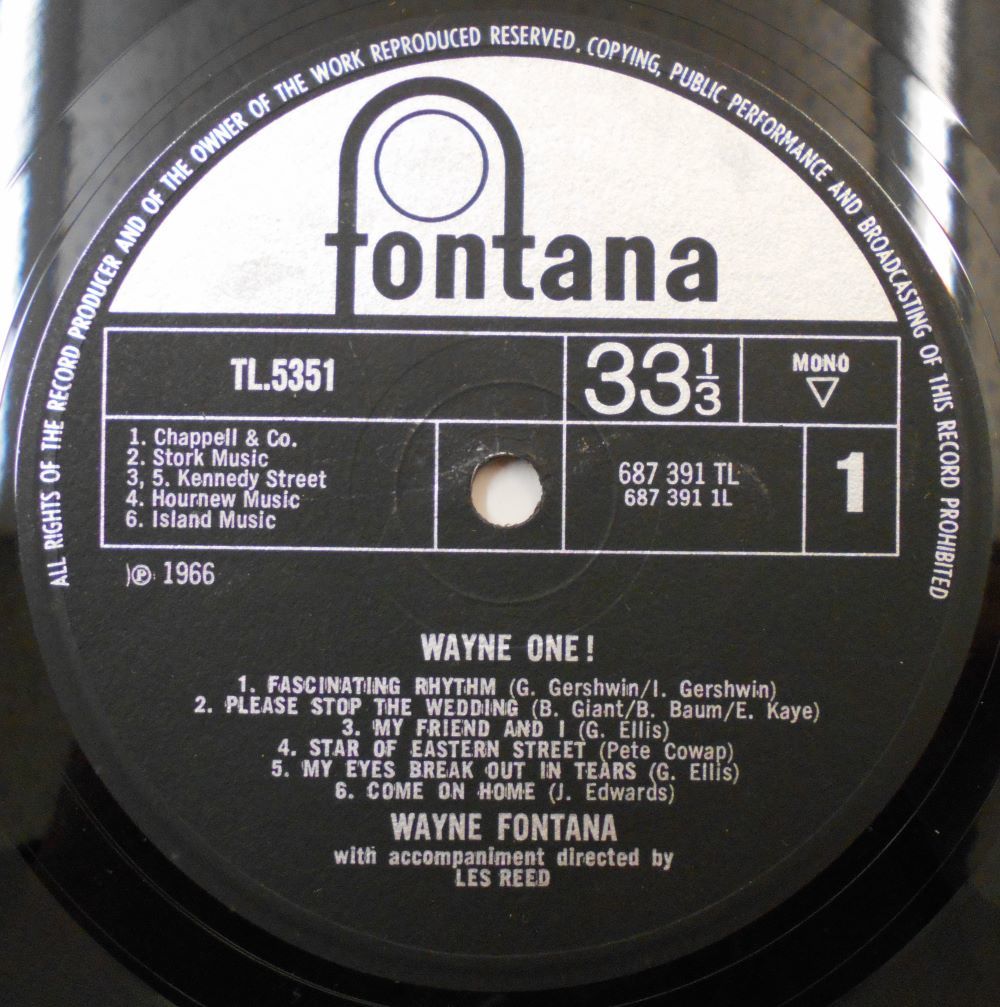 ALL RIGHTS OF THE RECORD PRODUCER AND OF THE OWNER OF THE WORK REPRODUCED RESERVED. COPYING, PUBLIC PERFORMANCE AND BROADCASTING OF THIS RECORD PROHIBITED
fontana
TL.5351
33 1/3
MONO
1. Chappell & Co.
2. Stork Music
3, 5. Kennedy Street
4. Hournew Music
6. Island Music
687 391 TL
687 391 1L
1
)℗ 1966
WAYNE ONE!
1. FASCINATING RHYTHM (G. Gershwin/I. Gershwin)
2. PLEASE STOP THE WEDDING (B. Giant/B. Baum/E. Kaye)
3. MY FRIEND AND I (G. Ellis)
4. STAR OF EASTERN STREET (Pete Cowap)
5. MY EYES BREAK OUT IN TEARS (G. Ellis)
6. COME ON HOME (J. Edwards)
WAYNE FONTANA
with accompaniment directed by
LES REED